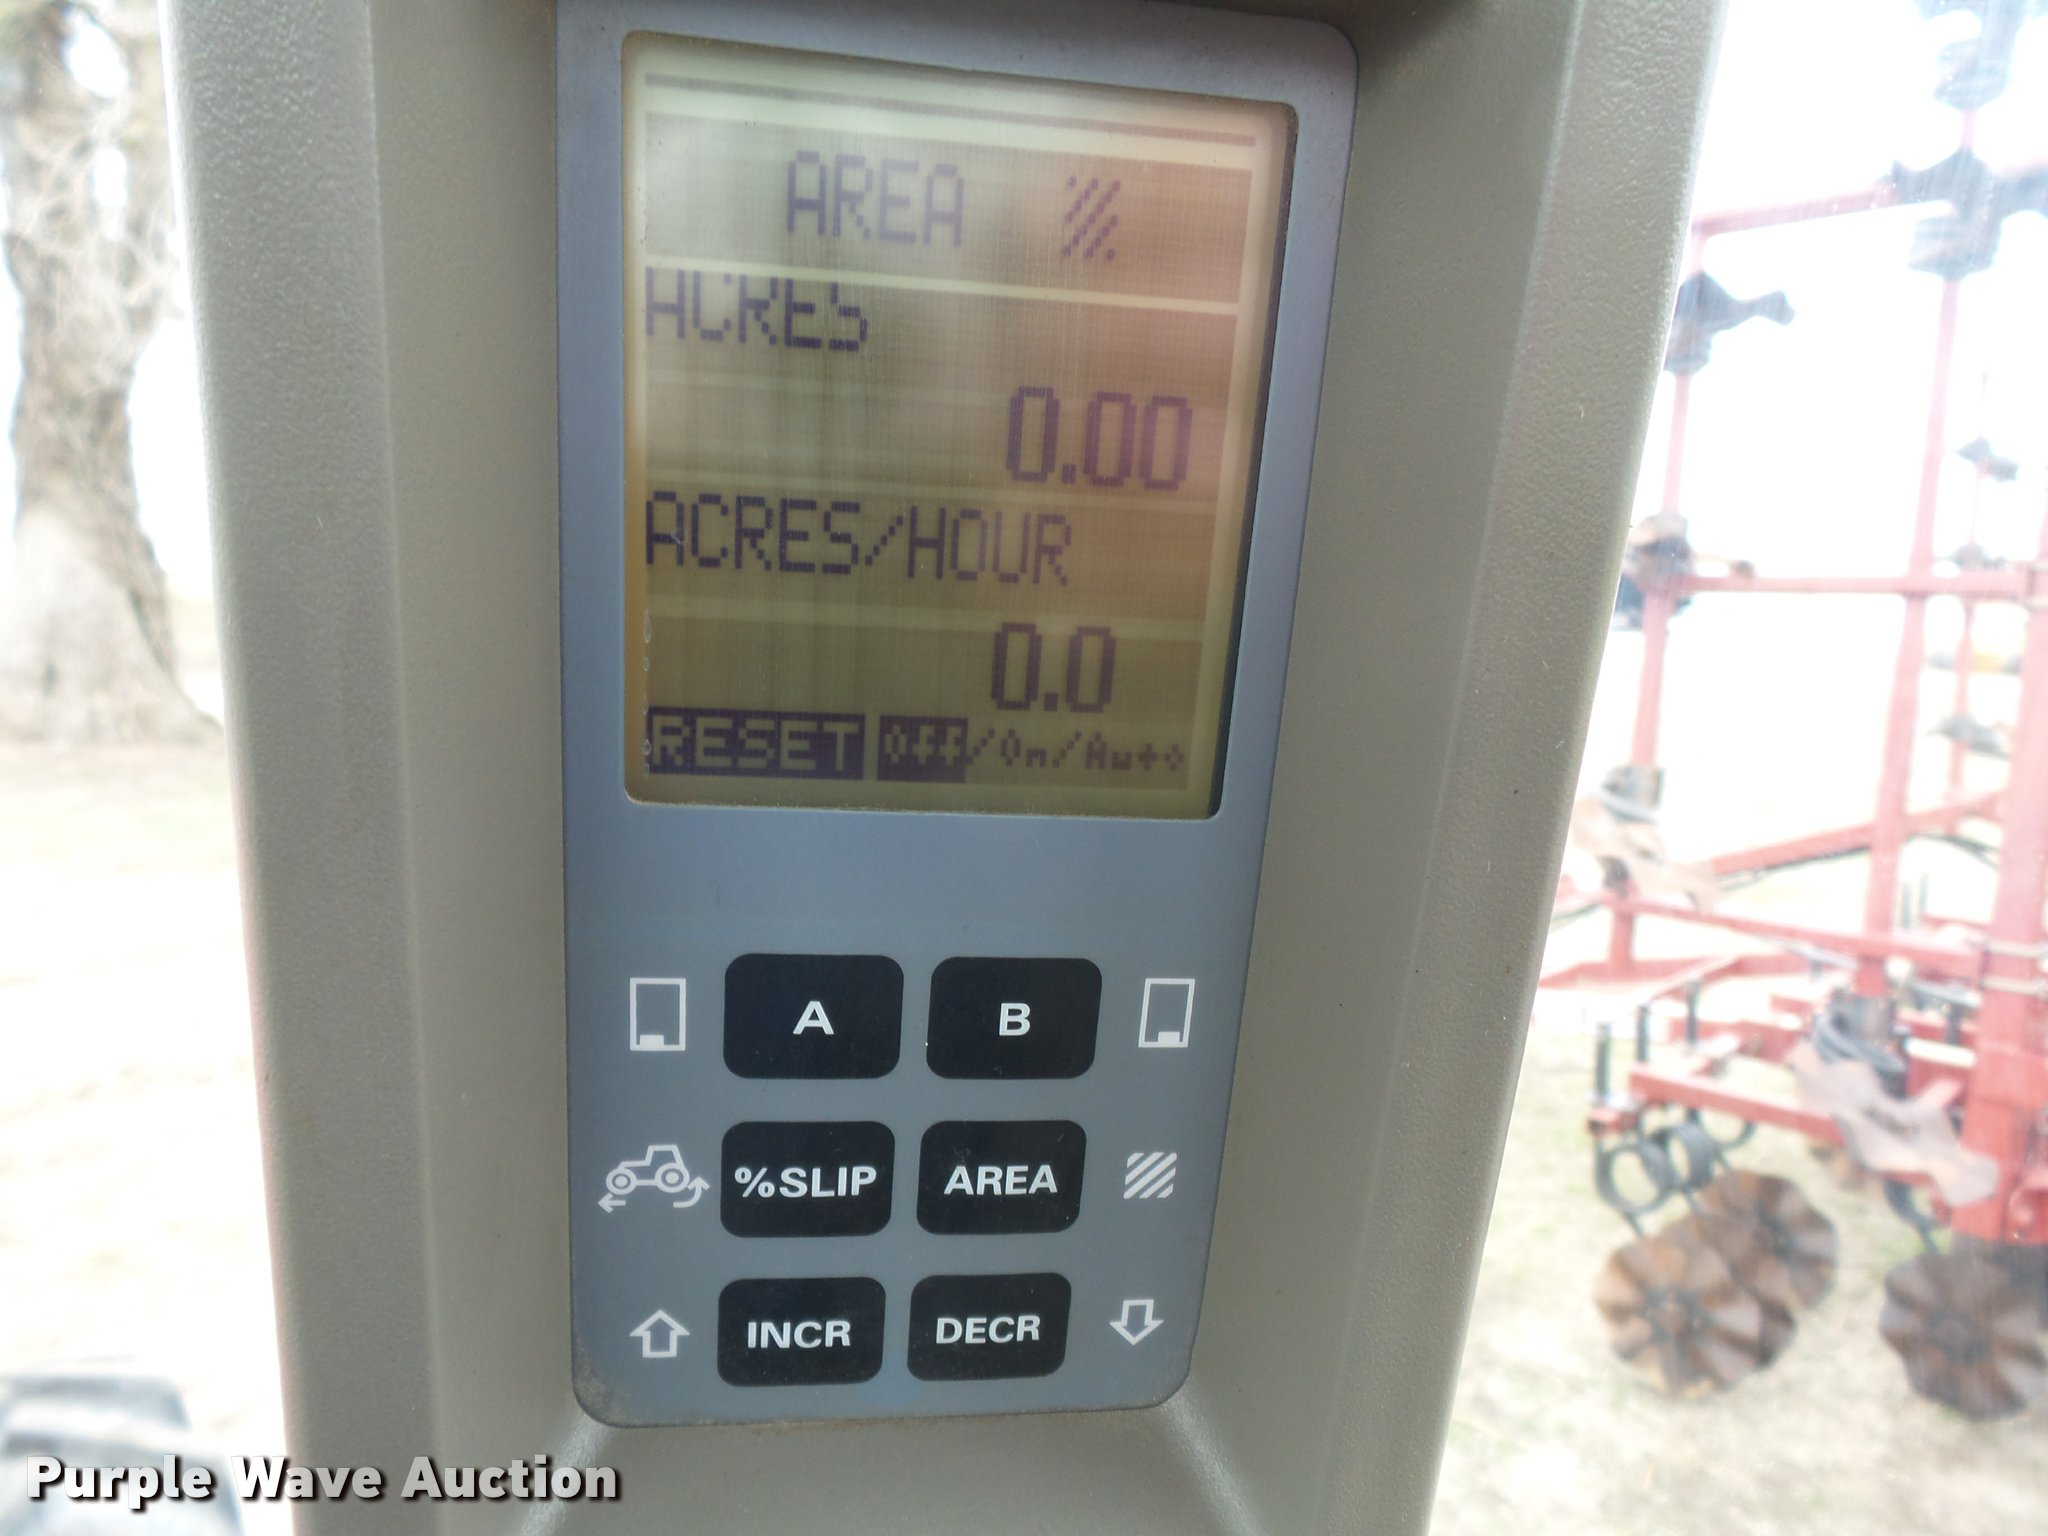 AREA
ACRES
0.00
ACRES/HOUR
0.0
RESET Off/On/Auto
A B
%SLIP AREA
INCR DECR
Purple Wave Auction